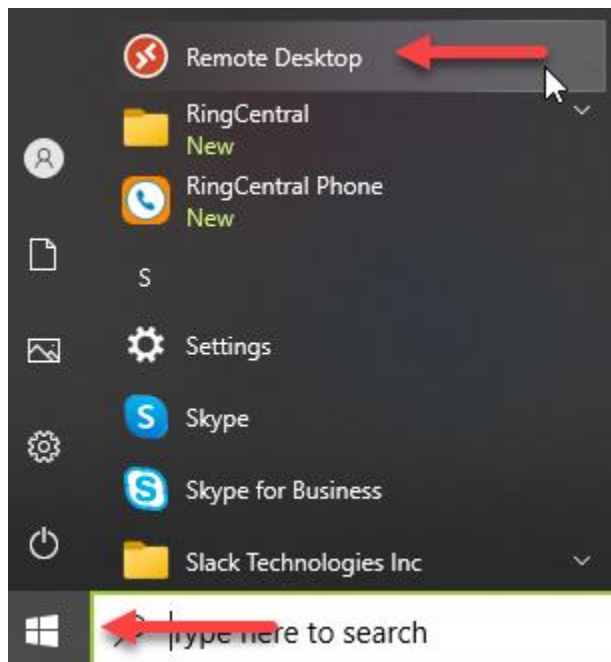 Remote Desktop
RingCentral
New
RingCentral Phone
New
S
Settings
Skype
Skype for Business
Slack Technologies Inc
Type here to search